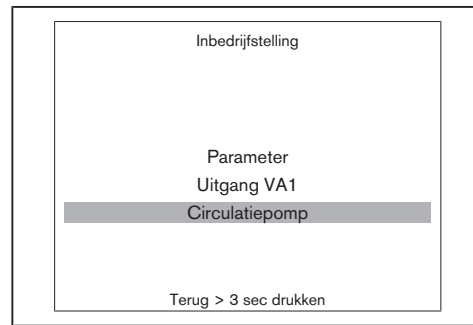 Inbedrijfstelling
Parameter
Uitgang VA1
Circulatiepomp
Terug > 3 sec drukken